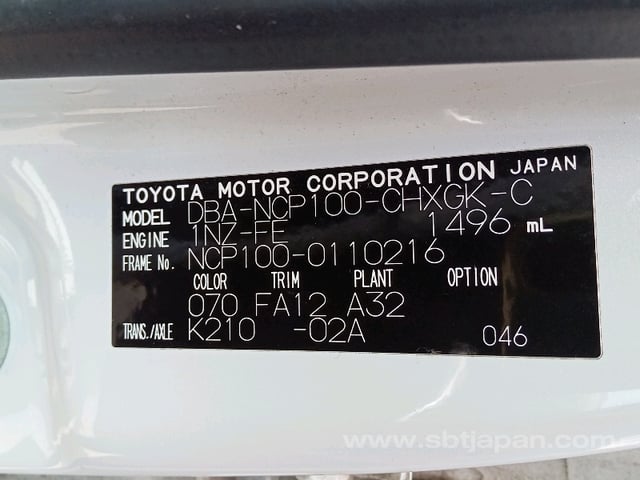 TOYOTA MOTOR CORPORATION JAPAN
MODEL DBA-NCP100-CHXGK-C
ENGINE 1NZ-FE 1496 mL
FRAME No. NCP100-0110216
COLOR TRIM PLANT OPTION
070 FA12 A32
TRANS./AXLE K210 -02A 046
www.sbtjapan.com